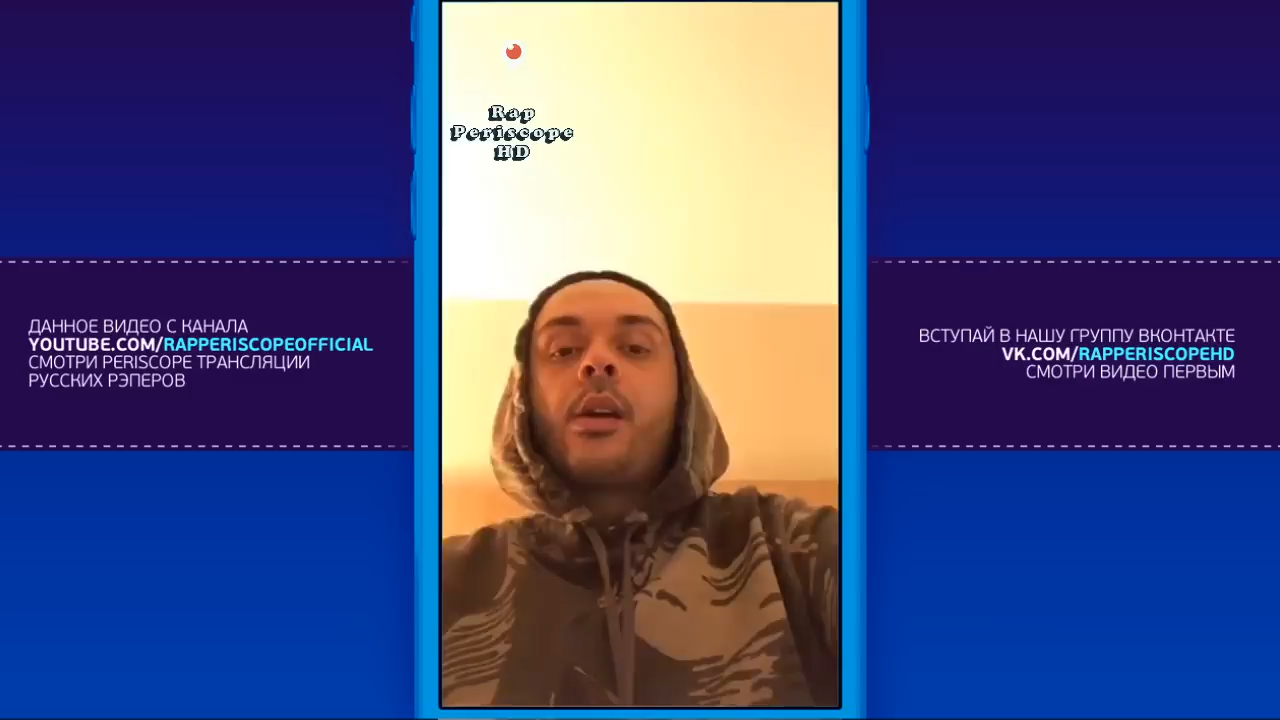 Rap
Periscope
HD
ДАННОЕ ВИДЕО С КАНАЛА
YOUTUBE.COM/RAPPERISCOPEOFFICIAL
СМОТРИ PERISCOPE ТРАНСЛЯЦИИ
РУССКИХ РЭПЕРОВ
ВСТУПАЙ В НАШУ ГРУППУ ВКОНТАКТЕ
VK.COM/RAPPERISCOPEHD
СМОТРИ ВИДЕО ПЕРВЫМ